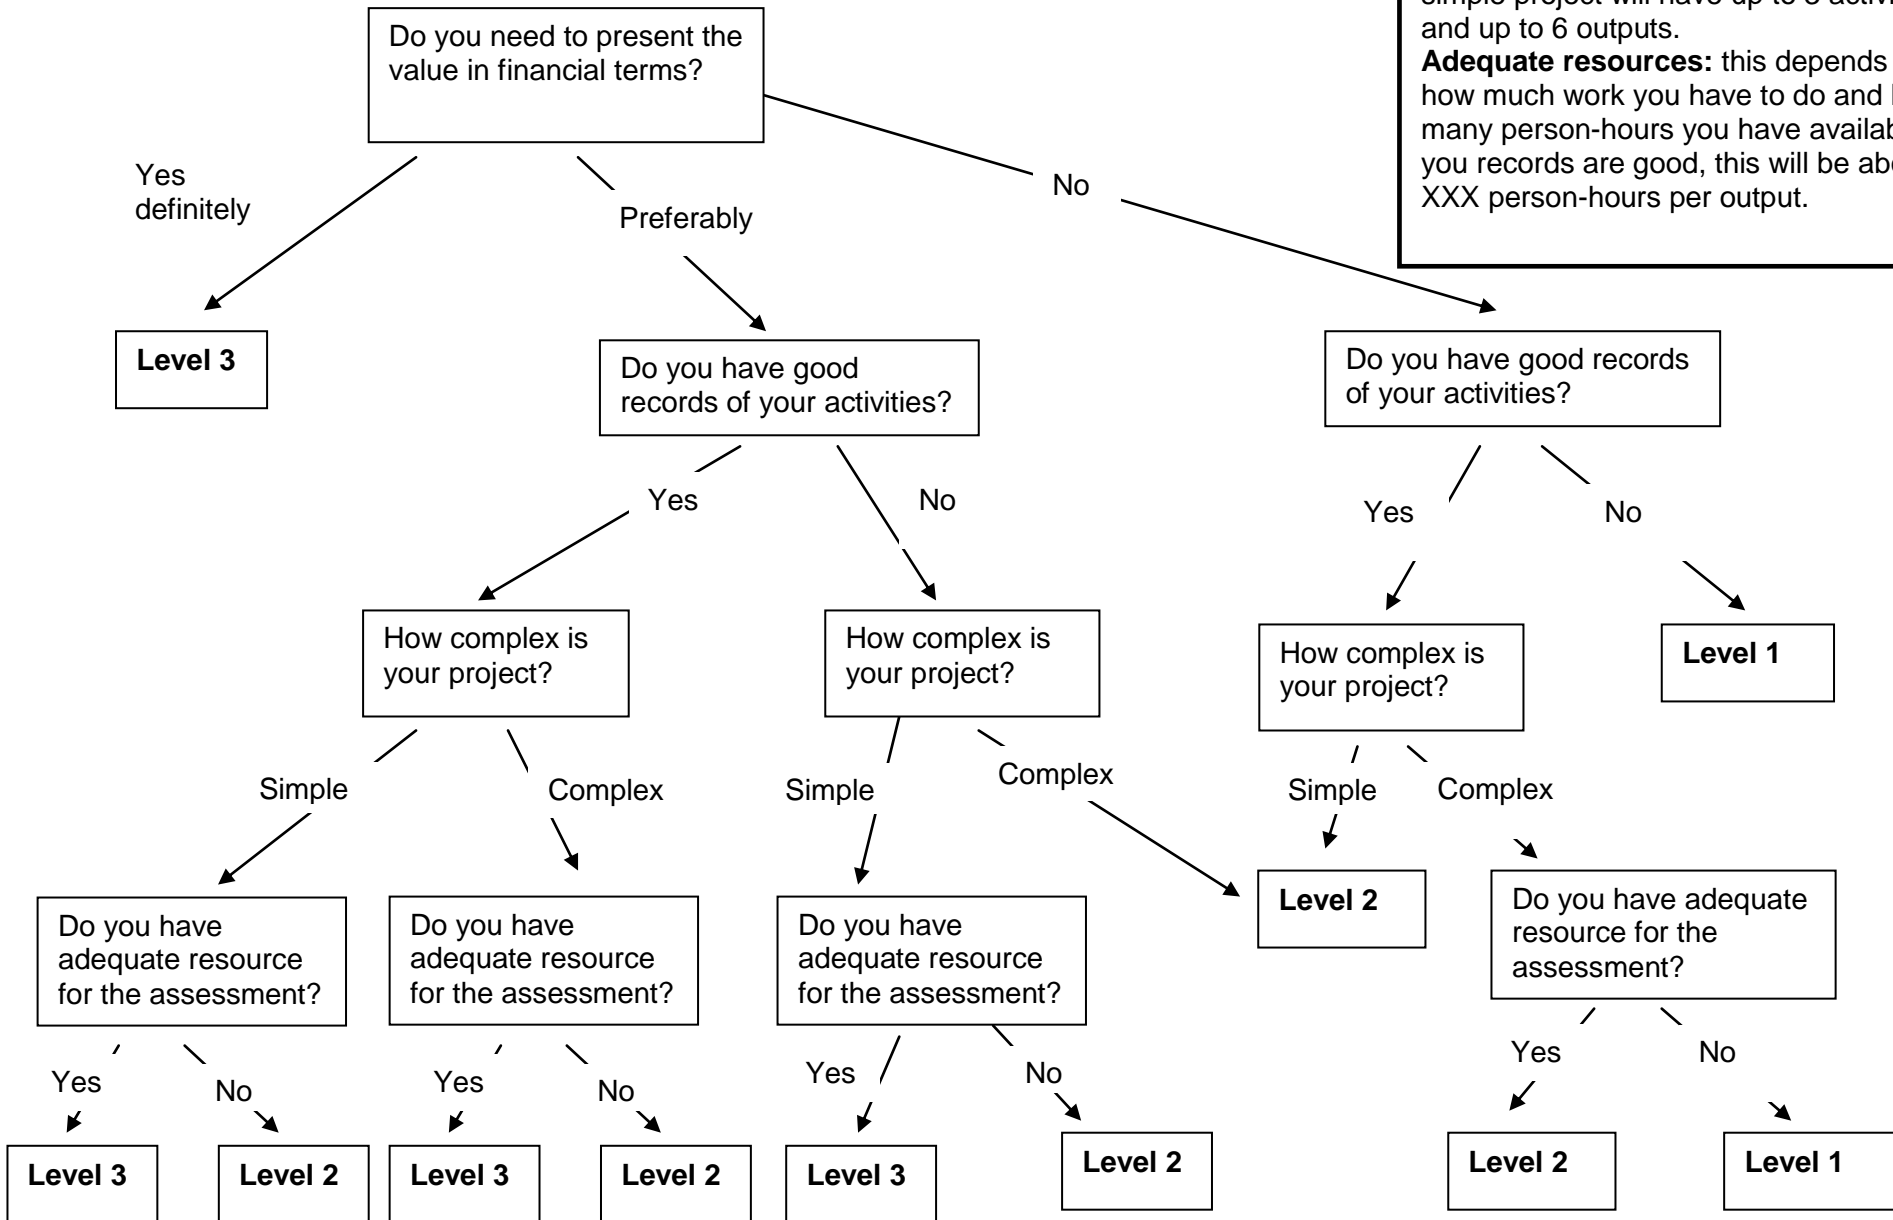 simple project will have up to
and up to 6 outputs.
Adequate resources: this depends
how much work you have to do and
many person-hours you have
you records are good, this will be
XXX person-hours per output.
Do you need to present the
value in financial terms?
Yes
definitely
Preferably
No
Level 3
Do you have good
records of your activities?
Do you have good records
of your activities?
Yes
No
Yes
No
How complex is
your project?
How complex is
your project?
How complex is
your project?
Level 1
Simple
Complex
Simple
Complex
Simple
Complex
Do you have
adequate resource
for the assessment?
Do you have
adequate resource
for the assessment?
Do you have
adequate resource
for the assessment?
Level 2
Do you have adequate
resource for the
assessment?
Yes
No
Yes
No
Yes
No
Yes
No
Level 3
Level 2
Level 3
Level 2
Level 3
Level 2
Level 2
Level 1